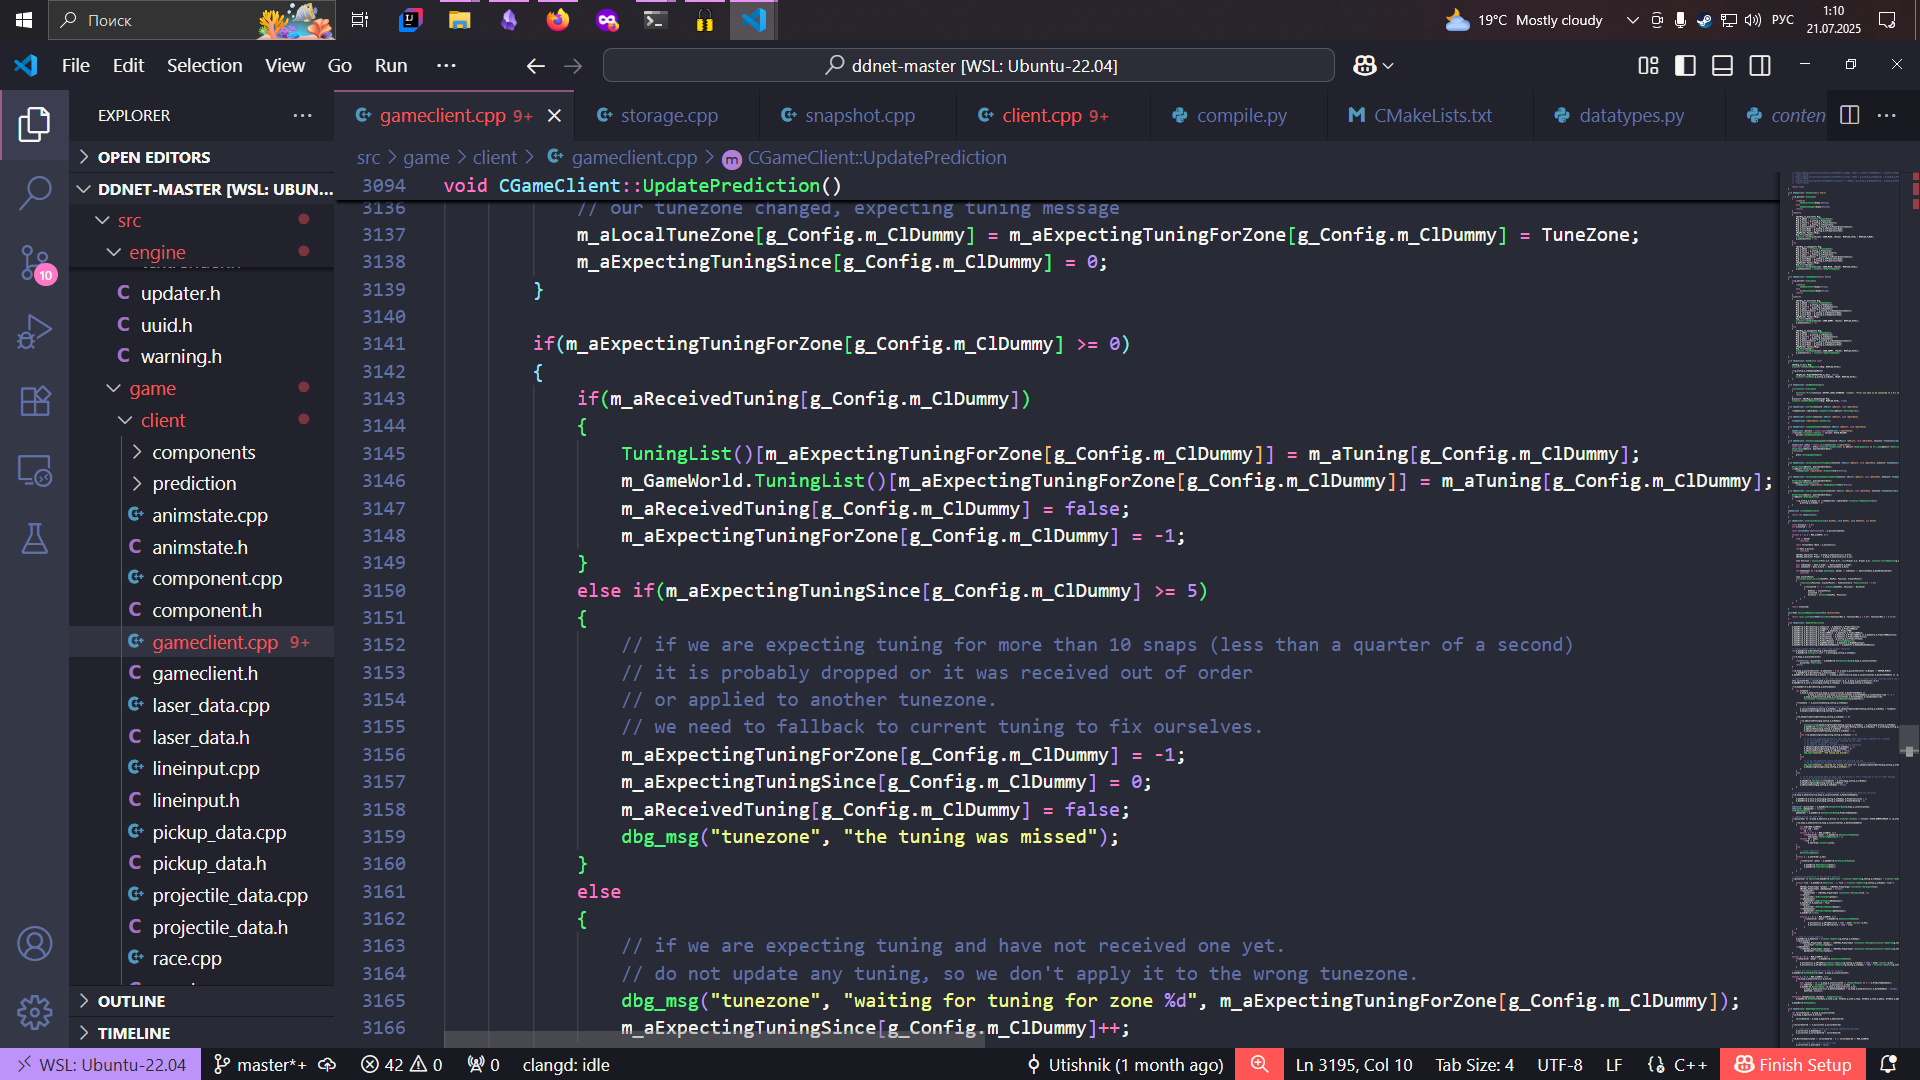 Поиск
19°C Mostly cloudy
РУС
1:10
21.07.2025
File Edit Selection View Go Run ···
ddnet-master [WSL: Ubuntu-22.04]
EXPLORER
gameclient.cpp 9+
storage.cpp
snapshot.cpp
client.cpp 9+
compile.py
CMakeLists.txt
datatypes.py
conten
OPEN EDITORS
DDNET-MASTER [WSL: UBUN...
src
engine
updater.h
uuid.h
warning.h
game
client
components
prediction
animstate.cpp
animstate.h
component.cpp
component.h
gameclient.cpp 9+
gameclient.h
laser_data.cpp
laser_data.h
lineinput.cpp
lineinput.h
pickup_data.cpp
pickup_data.h
projectile_data.cpp
projectile_data.h
race.cpp
OUTLINE
TIMELINE
10
src > game > client > gameclient.cpp > CGameClient::UpdatePrediction
3094 void CGameClient::UpdatePrediction()
3136 // our tunezone changed, expecting tuning message
3137 m_aLocalTuneZone[g_Config.m_ClDummy] = m_aExpectingTuningForZone[g_Config.m_ClDummy] = TuneZone;
3138 m_aExpectingTuningSince[g_Config.m_ClDummy] = 0;
3139 }
3140
3141 if(m_aExpectingTuningForZone[g_Config.m_ClDummy] >= 0)
3142 {
3143 if(m_aReceivedTuning[g_Config.m_ClDummy])
3144 {
3145 TuningList()[m_aExpectingTuningForZone[g_Config.m_ClDummy]] = m_aTuning[g_Config.m_ClDummy];
3146 m_GameWorld.TuningList()[m_aExpectingTuningForZone[g_Config.m_ClDummy]] = m_aTuning[g_Config.m_ClDummy];
3147 m_aReceivedTuning[g_Config.m_ClDummy] = false;
3148 m_aExpectingTuningForZone[g_Config.m_ClDummy] = -1;
3149 }
3150 else if(m_aExpectingTuningSince[g_Config.m_ClDummy] >= 5)
3151 {
3152 // if we are expecting tuning for more than 10 snaps (less than a quarter of a second)
3153 // it is probably dropped or it was received out of order
3154 // or applied to another tunezone.
3155 // we need to fallback to current tuning to fix ourselves.
3156 m_aExpectingTuningForZone[g_Config.m_ClDummy] = -1;
3157 m_aExpectingTuningSince[g_Config.m_ClDummy] = 0;
3158 m_aReceivedTuning[g_Config.m_ClDummy] = false;
3159 dbg_msg("tunezone", "the tuning was missed");
3160 }
3161 else
3162 {
3163 // if we are expecting tuning and have not received one yet.
3164 // do not update any tuning, so we don't apply it to the wrong tunezone.
3165 dbg_msg("tunezone", "waiting for tuning for zone %d", m_aExpectingTuningForZone[g_Config.m_ClDummy]);
3166 m_aExpectingTuningSince[g_Config.m_ClDummy]++;
WSL: Ubuntu-22.04
master*+
42 0
0
clangd: idle
Utishnik (1 month ago)
Ln 3195, Col 10
Tab Size: 4
UTF-8
LF
C++
Finish Setup